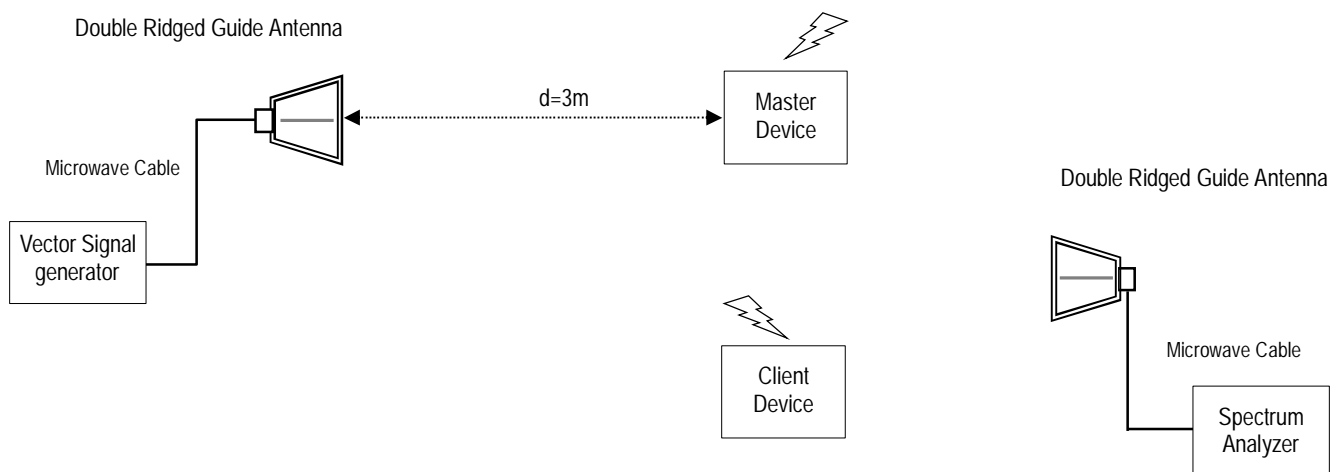 Double Ridged Guide Antenna
d=3m
Master
Device
Microwave Cable
Double Ridged Guide Antenna
Vector Signal
generator
Microwave Cable
Client
Device
Spectrum
Analyzer